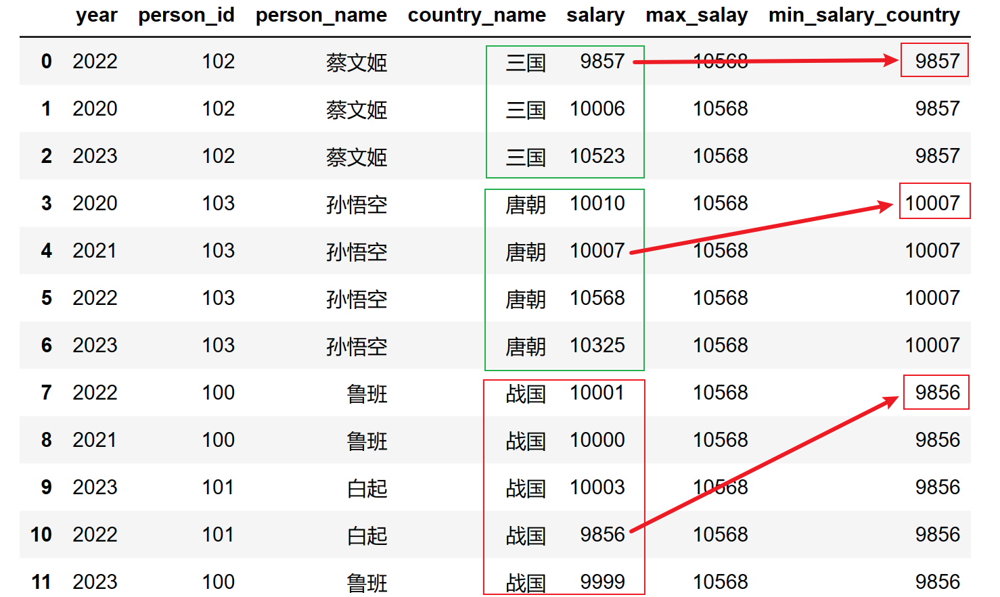 year person_id person_name country_name salary max_salay min_salary_country
0 2022 102 蔡文姬 三国 9857 10568 9857
1 2020 102 蔡文姬 三国 10006 10568 9857
2 2023 102 蔡文姬 三国 10523 10568 9857
3 2020 103 孙悟空 唐朝 10010 10568 10007
4 2021 103 孙悟空 唐朝 10007 10568 10007
5 2022 103 孙悟空 唐朝 10568 10568 10007
6 2023 103 孙悟空 唐朝 10325 10568 10007
7 2022 100 鲁班 战国 10001 10568 9856
8 2021 100 鲁班 战国 10000 10568 9856
9 2023 101 白起 战国 10003 10568 9856
10 2022 101 白起 战国 9856 10568 9856
11 2023 100 鲁班 战国 9999 10568 9856